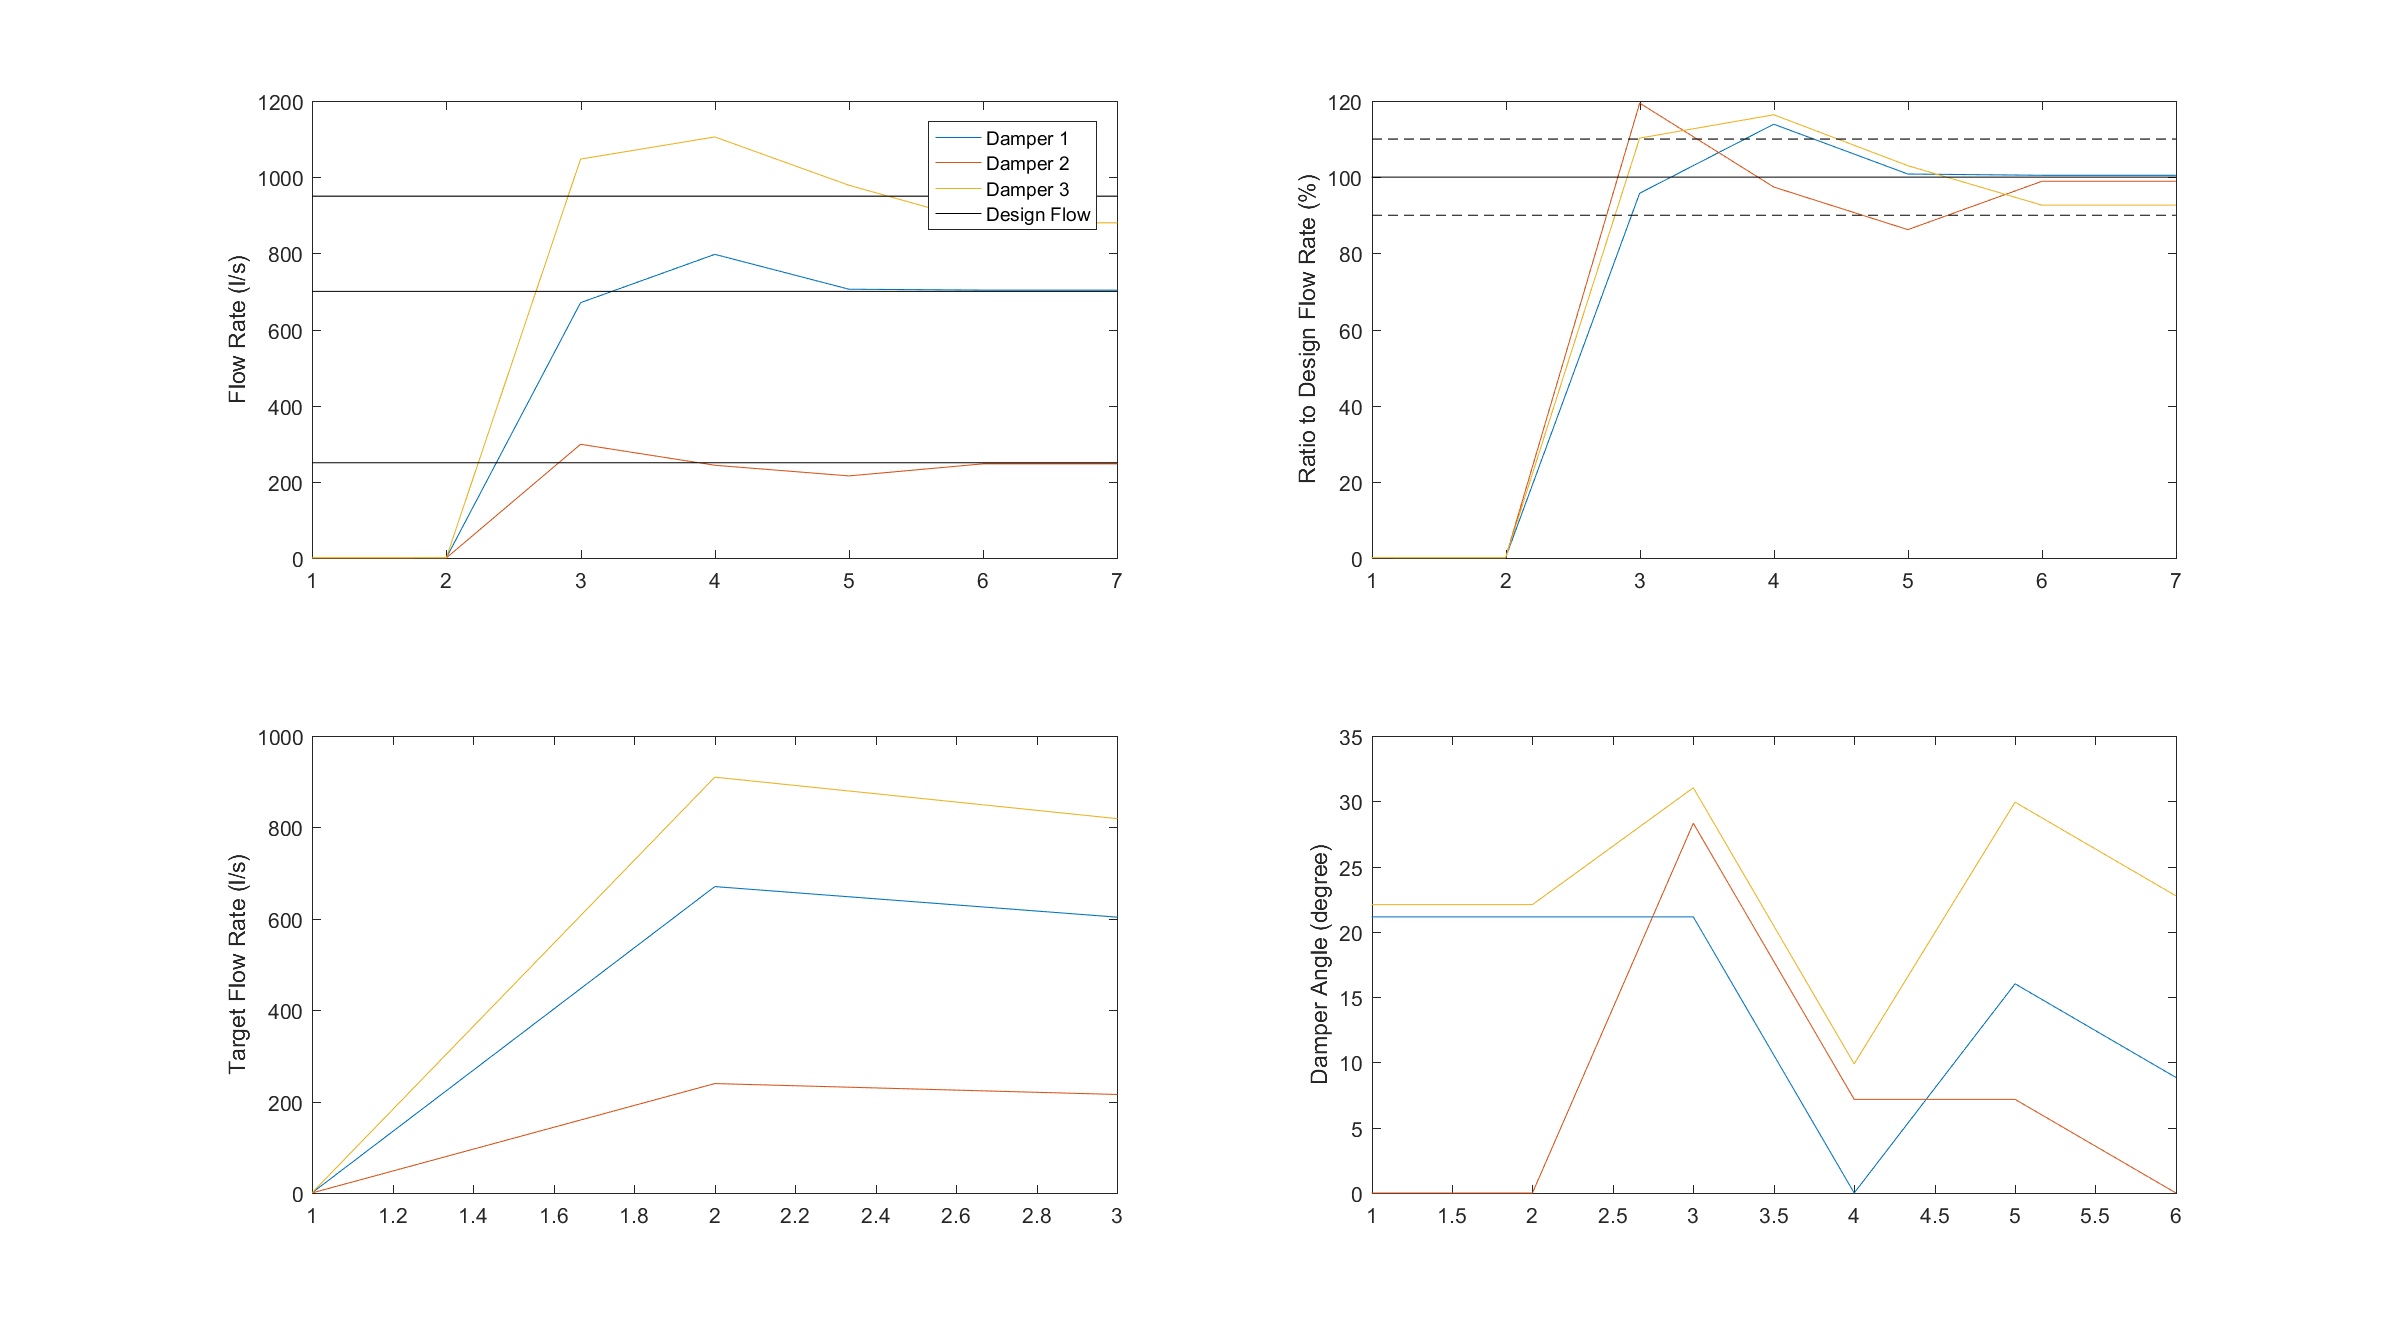 1200
1000
800
600
400
200
0
Flow Rate (l/s)
1 2 3 4 5 6 7
Damper 1
Damper 2
Damper 3
Design Flow
120
100
80
60
40
20
0
Ratio to Design Flow Rate (%)
1 2 3 4 5 6 7
1000
800
600
400
200
0
Target Flow Rate (l/s)
1 1.2 1.4 1.6 1.8 2 2.2 2.4 2.6 2.8 3
35
30
25
20
15
10
5
0
Damper Angle (degree)
1 1.5 2 2.5 3 3.5 4 4.5 5 5.5 6